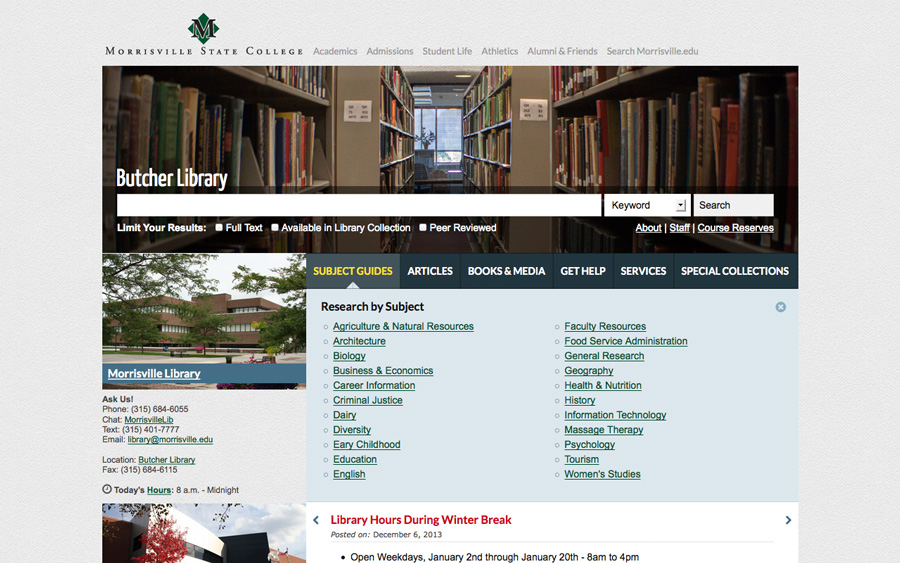 M
MORRISVILLE STATE COLLEGE Academics Admissions Student Life Athletics Alumni & Friends Search Morrisville.edu
Butcher Library
Keyword Search
Limit Your Results: Full Text Available in Library Collection Peer Reviewed About | Staff | Course Reserves
SUBJECT GUIDES ARTICLES BOOKS & MEDIA GET HELP SERVICES SPECIAL COLLECTIONS
Morrisville Library
Ask Us!
Phone: (315) 684-6055
Chat: MorrisvilleLib
Text: (315) 401-7777
Email: library@morrisville.edu
Location: Butcher Library
Fax: (315) 684-6115
Today's Hours: 8 a.m. - Midnight
Research by Subject
Agriculture & Natural Resources
Architecture
Biology
Business & Economics
Career Information
Criminal Justice
Dairy
Diversity
Eary Childhood
Education
English
Faculty Resources
Food Service Administration
General Research
Geography
Health & Nutrition
History
Information Technology
Massage Therapy
Psychology
Tourism
Women's Studies
Library Hours During Winter Break
Posted on: December 6, 2013
Open Weekdays, January 2nd through January 20th - 8am to 4pm